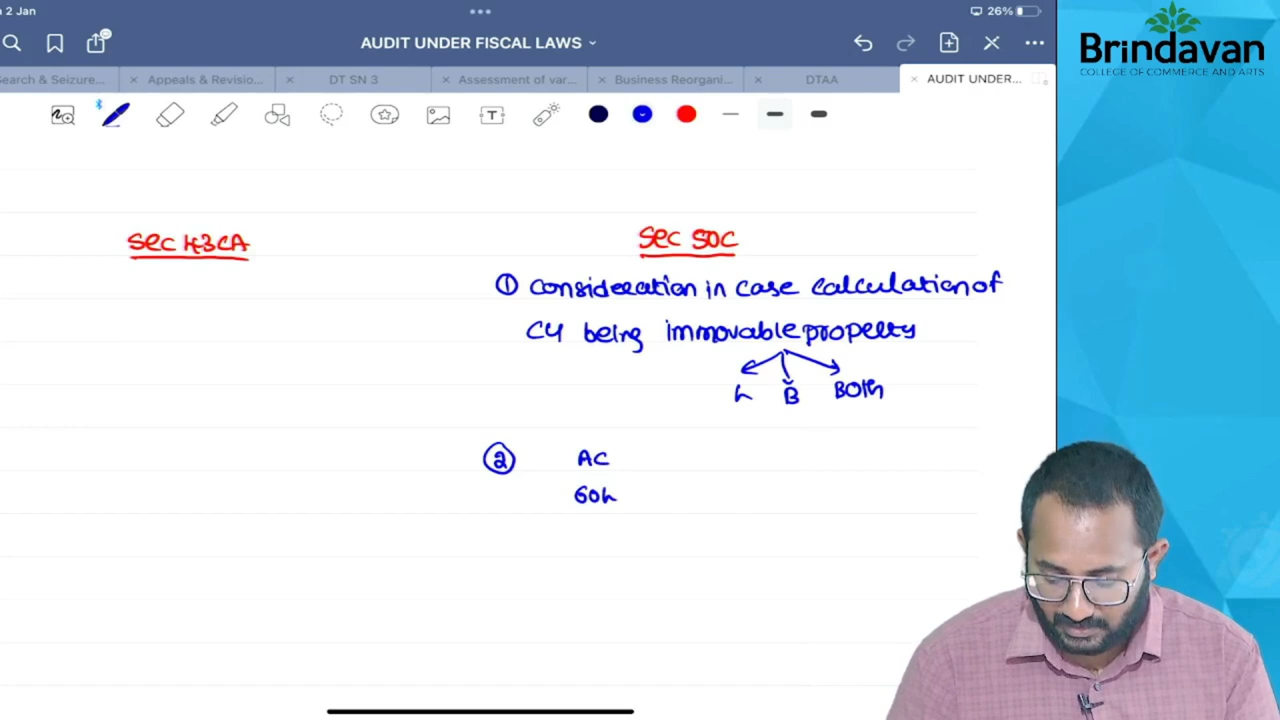 2 Jan
26%
AUDIT UNDER FISCAL LAWS
Brindavan
COLLEGE OF COMMERCE AND ARTS
earch & Seizure...
Appeals & Revisio...
DT SN 3
Assessment of var...
Business Reorgani...
DTAA
AUDIT UNDER...
T
Sec 43CA
Sec 50C
① Consideration in case calculation of
CG being immovable property
L B Both
② AC
60L